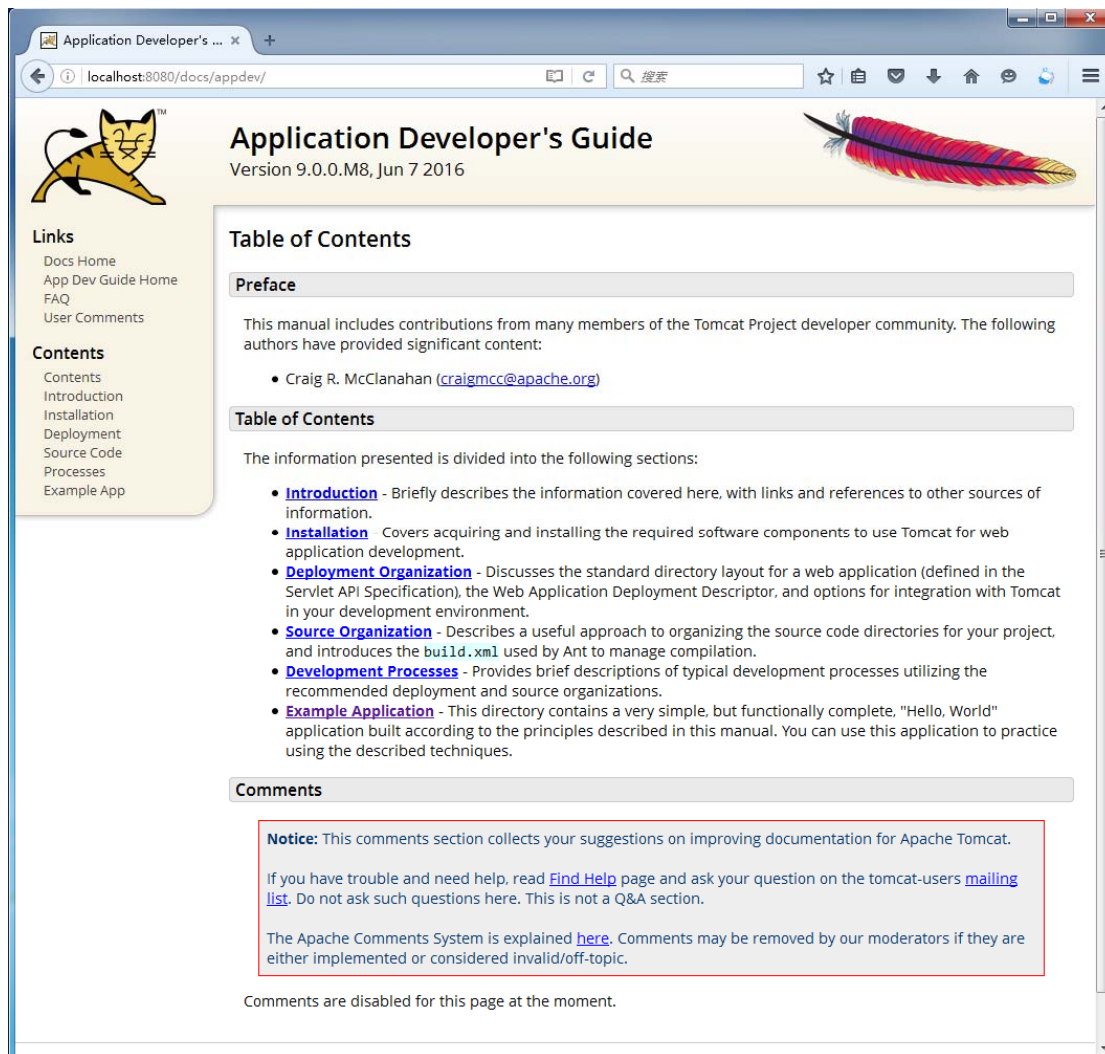 Application Developer's ...
localhost:8080/docs/appdev/
搜索
TM
Application Developer's Guide
Version 9.0.0.M8, Jun 7 2016
Links
Docs Home
App Dev Guide Home
FAQ
User Comments
Contents
Contents
Introduction
Installation
Deployment
Source Code
Processes
Example App
Table of Contents
Preface
This manual includes contributions from many members of the Tomcat Project developer community. The following
authors have provided significant content:
• Craig R. McClanahan (craigmcc@apache.org)
Table of Contents
The information presented is divided into the following sections:
• Introduction - Briefly describes the information covered here, with links and references to other sources of
information.
• Installation - Covers acquiring and installing the required software components to use Tomcat for web
application development.
• Deployment Organization - Discusses the standard directory layout for a web application (defined in the
Servlet API Specification), the Web Application Deployment Descriptor, and options for integration with Tomcat
in your development environment.
• Source Organization - Describes a useful approach to organizing the source code directories for your project,
and introduces the build.xml used by Ant to manage compilation.
• Development Processes - Provides brief descriptions of typical development processes utilizing the
recommended deployment and source organizations.
• Example Application - This directory contains a very simple, but functionally complete, "Hello, World"
application built according to the principles described in this manual. You can use this application to practice
using the described techniques.
Comments
Notice: This comments section collects your suggestions on improving documentation for Apache Tomcat.
If you have trouble and need help, read Find Help page and ask your question on the tomcat-users mailing
list. Do not ask such questions here. This is not a Q&A section.
The Apache Comments System is explained here. Comments may be removed by our moderators if they are
either implemented or considered invalid/off-topic.
Comments are disabled for this page at the moment.